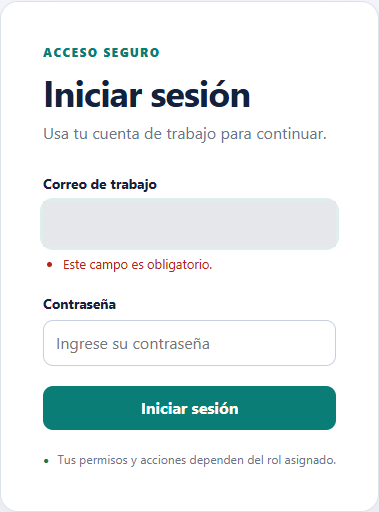 ACCESO SEGURO
Iniciar sesión
Usa tu cuenta de trabajo para continuar.
Correo de trabajo
• Este campo es obligatorio.
Contraseña
Ingrese su contraseña
Iniciar sesión
• Tus permisos y acciones dependen del rol asignado.